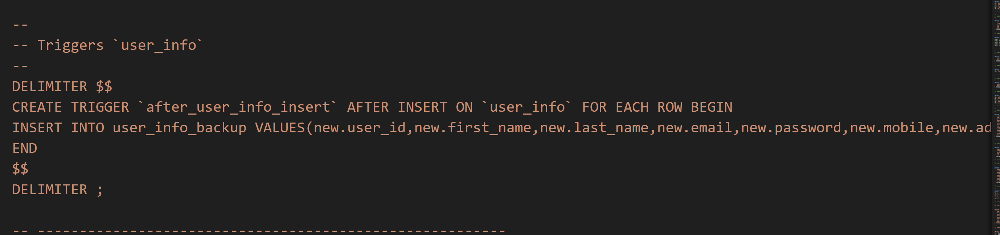 --
-- Triggers `user_info`
--
DELIMITER $$
CREATE TRIGGER `after_user_info_insert` AFTER INSERT ON `user_info` FOR EACH ROW BEGIN
INSERT INTO user_info_backup VALUES(new.user_id,new.first_name,new.last_name,new.email,new.password,new.mobile,new.ad
END
$$
DELIMITER ;
-- --------------------------------------------------------